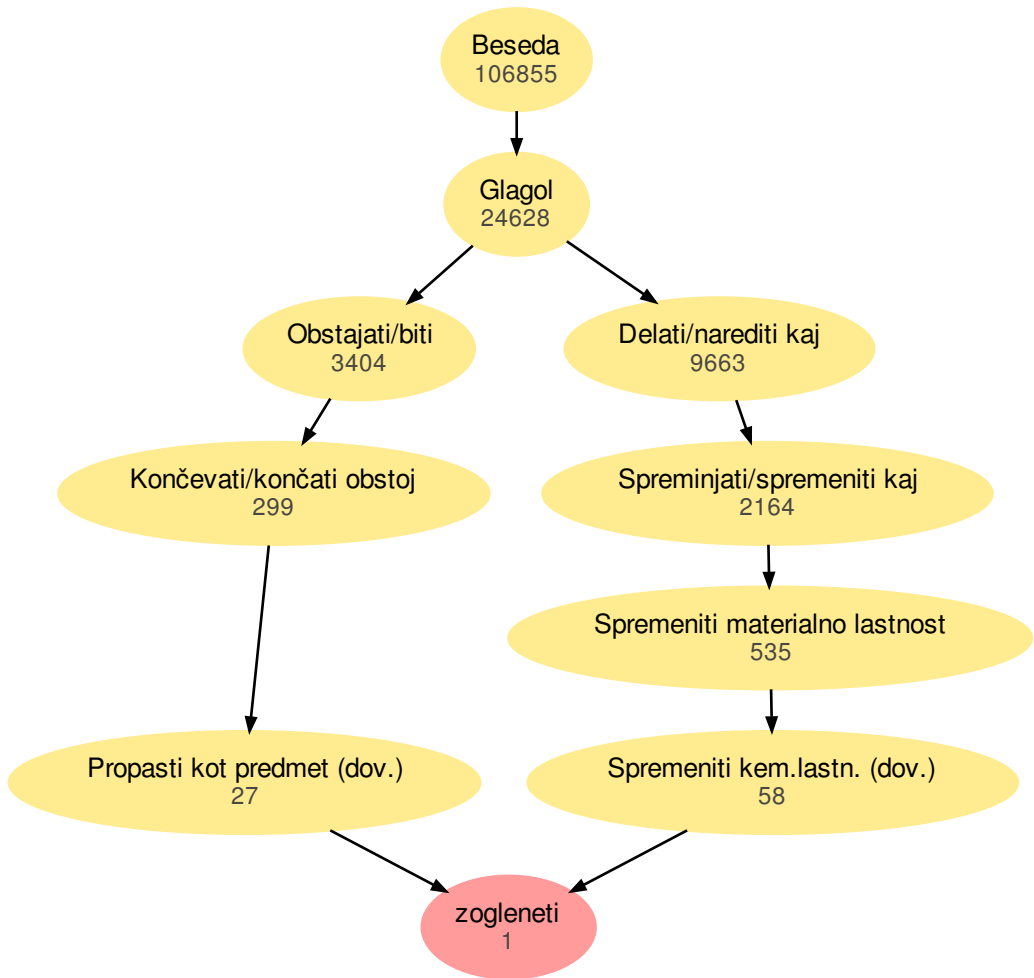 Beseda
106855
Glagol
24628
Obstajati/biti
3404
Delati/narediti kaj
9663
Končevati/končati obstoj
299
Spreminjati/spremeniti kaj
2164
Spremeniti materialno lastnost
535
Propasti kot predmet (dov.)
27
Spremeniti kem.lastn. (dov.)
58
zogleneti
1